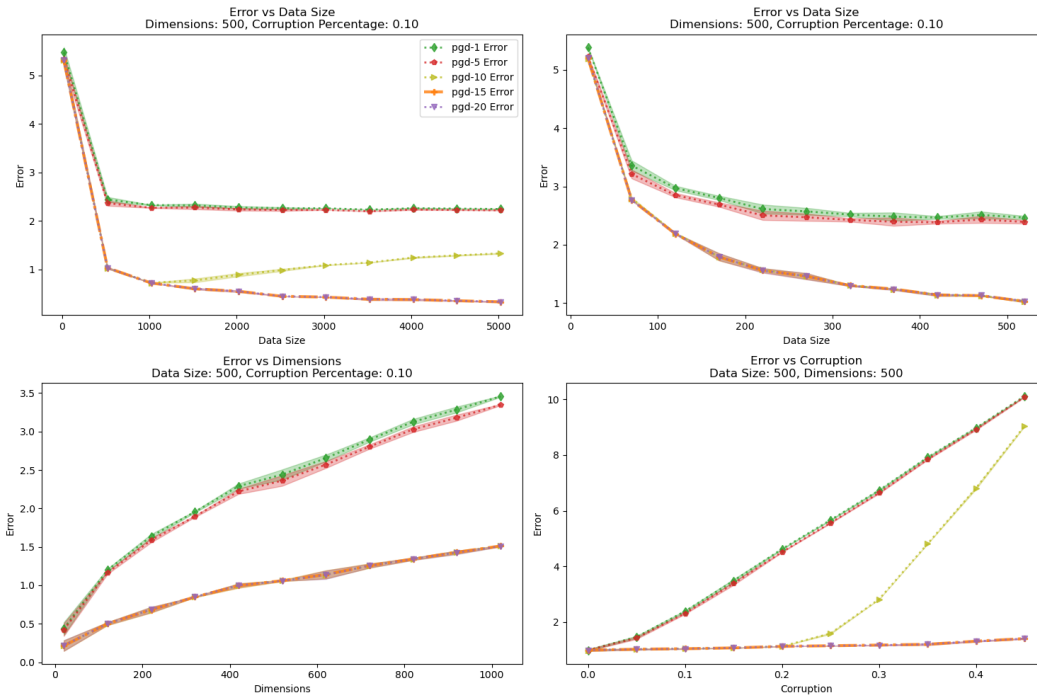 Error vs Data Size
Dimensions: 500, Corruption Percentage: 0.10
5
4
3
2
1
Error
0
1000
2000
3000
4000
5000
Data Size
pgd-1 Error
pgd-5 Error
pgd-10 Error
pgd-15 Error
pgd-20 Error
Error vs Data Size
Dimensions: 500, Corruption Percentage: 0.10
5
4
3
2
1
Error
0
100
200
300
400
500
Data Size
Error vs Dimensions
Data Size: 500, Corruption Percentage: 0.10
3.5
3.0
2.5
2.0
1.5
1.0
0.5
0.0
Error
0
200
400
600
800
1000
Dimensions
Error vs Corruption
Data Size: 500, Dimensions: 500
10
8
6
4
2
Error
0.0
0.1
0.2
0.3
0.4
Corruption